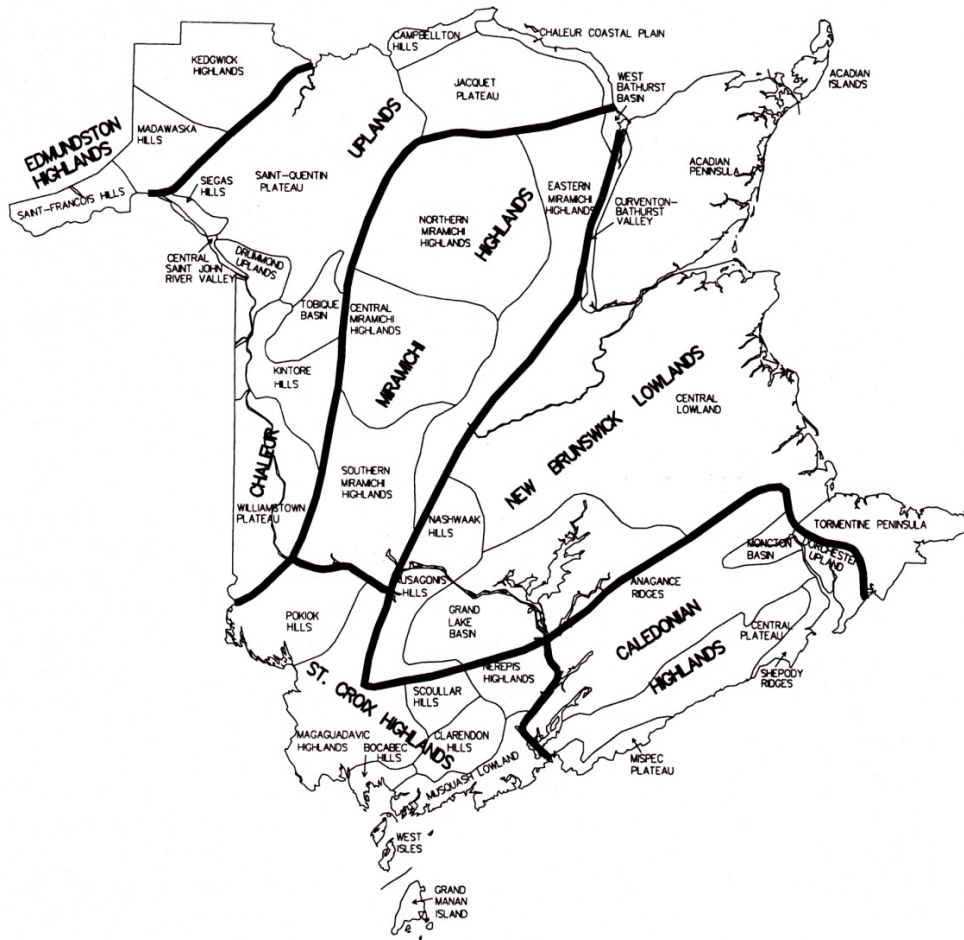 CAMPBELLTON
HILLS
CHALEUR COASTAL PLAIN
KEDGWICK
HIGHLANDS
JACQUET
PLATEAU
WEST
BATHURST
BASIN
ACADIAN
ISLANDS
MADAWASKA
HILLS
EDMUNDSTON
HIGHLANDS
UPLANDS
SAINT-QUENTIN
PLATEAU
SIEGAS
HILLS
SAINT-FRANCOIS HILLS
EASTERN
MIRAMICHI
HIGHLANDS
ACADIAN
PENINSULA
CURVENTON-
BATHURST
VALLEY
NORTHERN
MIRAMICHI
HIGHLANDS
HIGHLANDS
CENTRAL
SAINT JOHN
RIVER VALLEY
DRUMMOND
UPLANDS
TOBIQUE
BASIN
CENTRAL
MIRAMICHI
HIGHLANDS
MIRAMICHI
KINTORE
HILLS
NEW BRUNSWICK LOWLANDS
CENTRAL
LOWLAND
CHALEUR
SOUTHERN
MIRAMICHI
HIGHLANDS
WILLIAMSTOWN
PLATEAU
NASHWAAK
HILLS
TORMENTINE PENINSULA
MONCTON
BASIN
DORCHESTER
UPLAND
RUSAGONIS
HILLS
ANAGANCE
RIDGES
POKIOK
HILLS
GRAND
LAKE
BASIN
CALEDONIAN
HIGHLANDS
CENTRAL
PLATEAU
SHEPODY
RIDGES
NEREPIS
HIGHLANDS
ST. CROIX HIGHLANDS
SCOULLAR
HILLS
MAGAGUADAVIC
HIGHLANDS
BOCABEC
HILLS
CLARENDON
HILLS
MUSQUASH LOWLAND
MISPEC
PLATEAU
WEST
ISLES
GRAND
MANAN
ISLAND